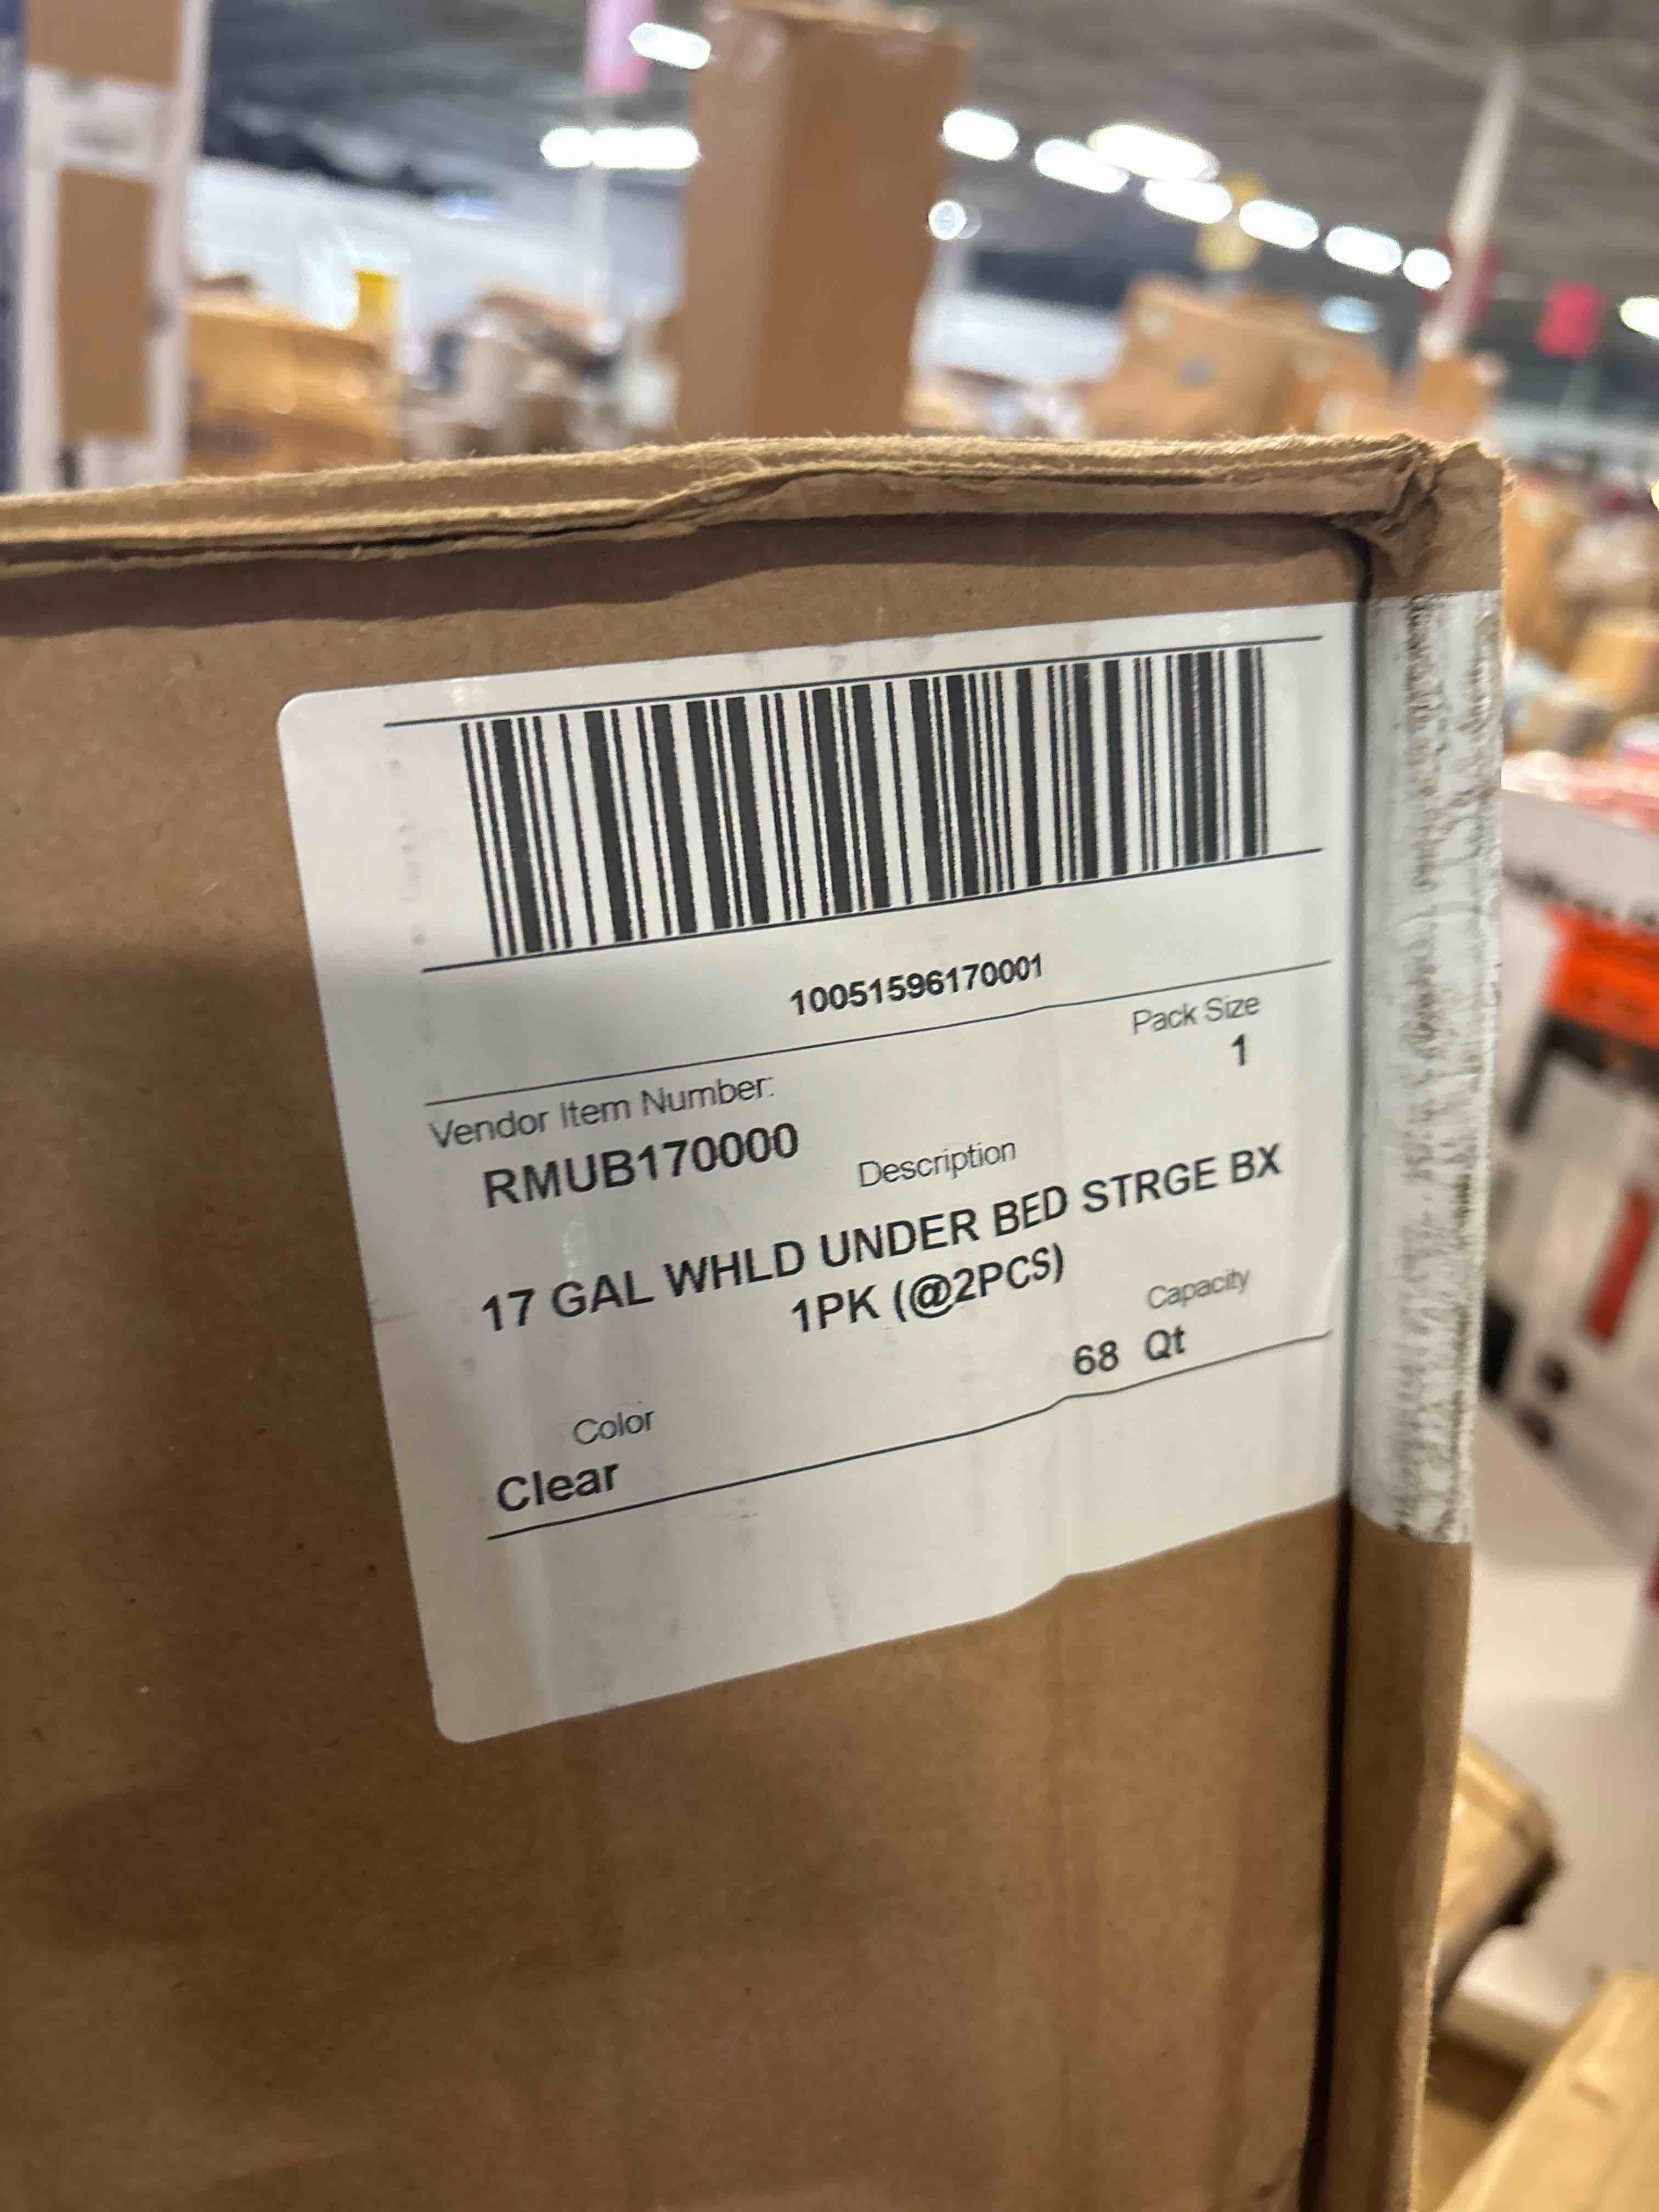 10051596170001
Pack Size
1
Vendor Item Number:
RMUB170000
Description
17 GAL WHLD UNDER BED STRGE BX
1PK (@2PCS)
Capacity
68 Qt
Color
Clear